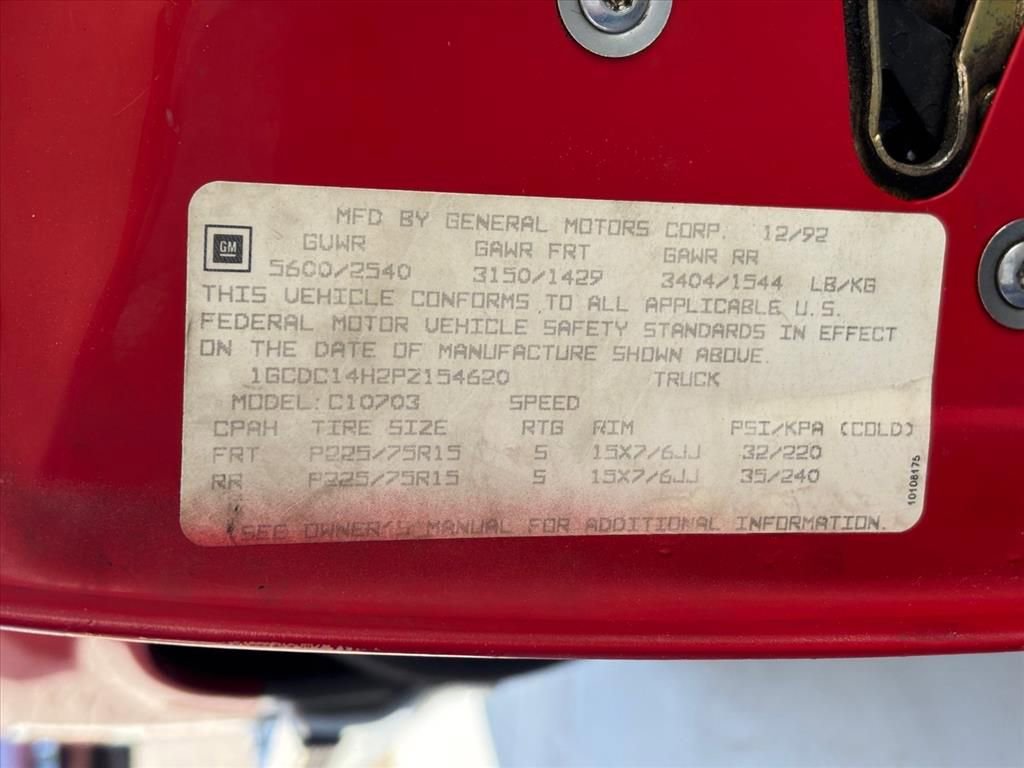 MFD BY GENERAL MOTORS CORP. 12/92
GM
GVWR GAWR FRT GAWR RR
5600/2540 3150/1429 3404/1544 LB/KG
THIS VEHICLE CONFORMS TO ALL APPLICABLE U.S.
FEDERAL MOTOR VEHICLE SAFETY STANDARDS IN EFFECT
ON THE DATE OF MANUFACTURE SHOWN ABOVE.
1GCDC14H2PZ154620 TRUCK
MODEL: C10703 SPEED
CPAH TIRE SIZE RTG RIM PSI/KPA (COLD)
FRT P225/75R15 S 15X7/6JJ 32/220
RR P225/75R15 S 15X7/6JJ 35/240
SEE OWNER'S MANUAL FOR ADDITIONAL INFORMATION.
10108175